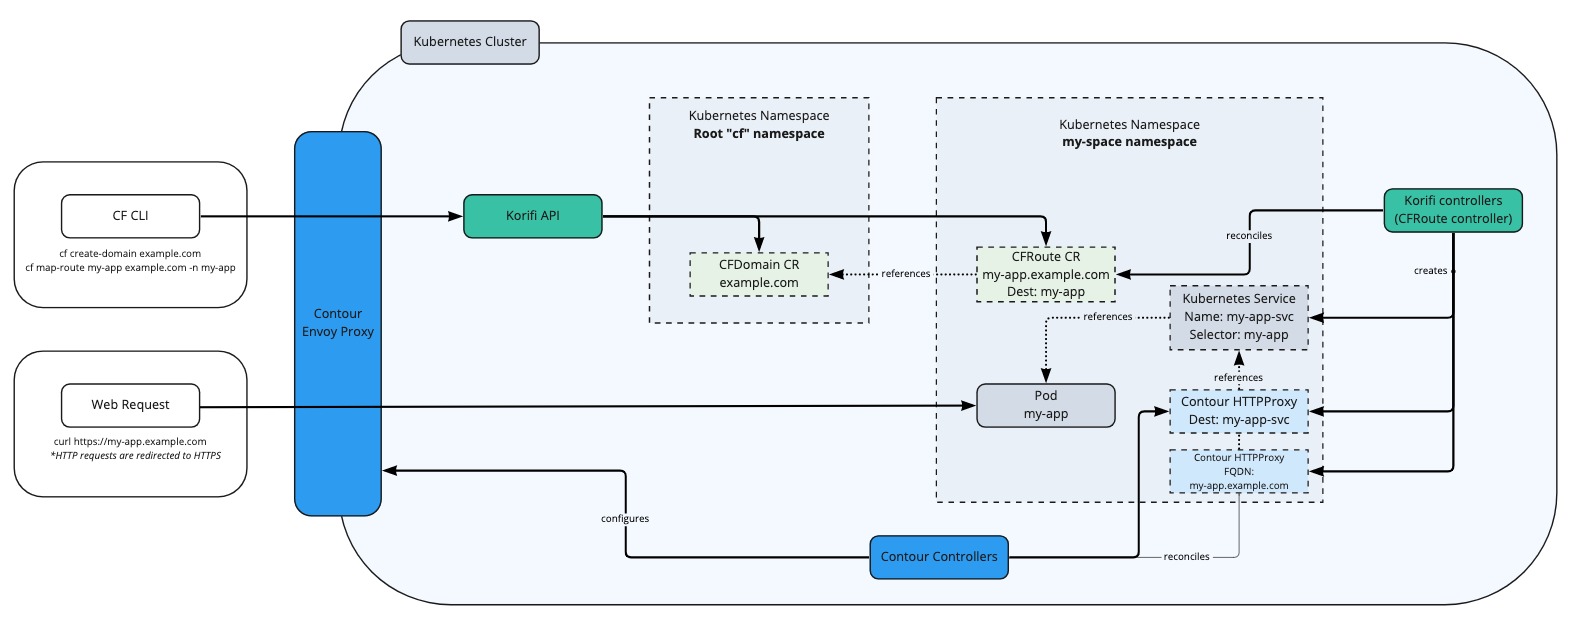 Kubernetes Cluster
Kubernetes Namespace
Root "cf" namespace
Kubernetes Namespace
my-space namespace
CF CLI
cf create-domain example.com
cf map-route my-app example.com -n my-app
Contour
Envoy Proxy
Korifi API
CFDomain CR
example.com
references
CFRoute CR
my-app.example.com
Dest: my-app
reconciles
Korifi controllers
(CFRoute controller)
creates
Kubernetes Service
Name: my-app-svc
Selector: my-app
references
references
Web Request
curl https://my-app.example.com
*HTTP requests are redirected to HTTPS
Pod
my-app
Contour HTTPProxy
Dest: my-app-svc
Contour HTTPProxy
FQDN:
my-app.example.com
configures
Contour Controllers
reconciles